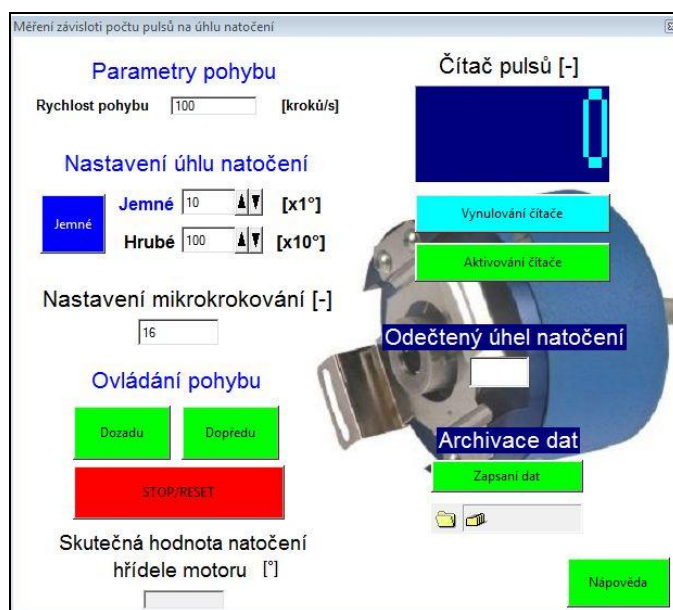 Měření závisloti počtu pulsů na úhlu natočení
Parametry pohybu
Rychlost pohybu 100 [kroků/s]
Nastavení úhlu natočení
Jemné
Jemné 10 [x1°]
Hrubé 100 [x10°]
Nastavení mikrokrokování [-]
16
Ovládání pohybu
Dozadu Dopředu
STOP/RESET
Skutečná hodnota natočení
hřídele motoru [°]
Čítač pulsů [-]
0
Vynulování čítače
Aktivování čítače
Odečtený úhel natočení
Archivace dat
Zapsaní dat
Nápověda